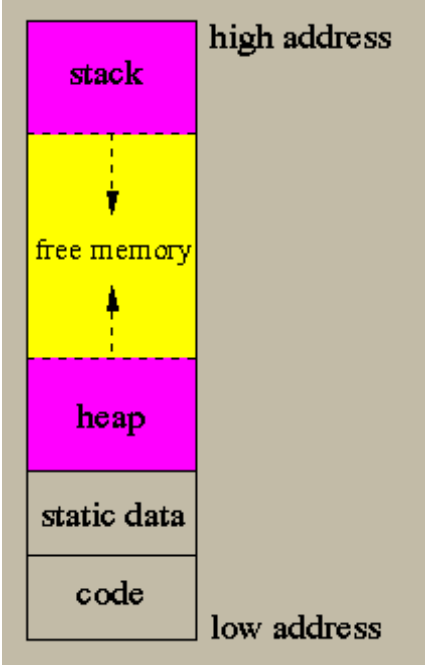 high address
stack
free memory
heap
static data
code
low address